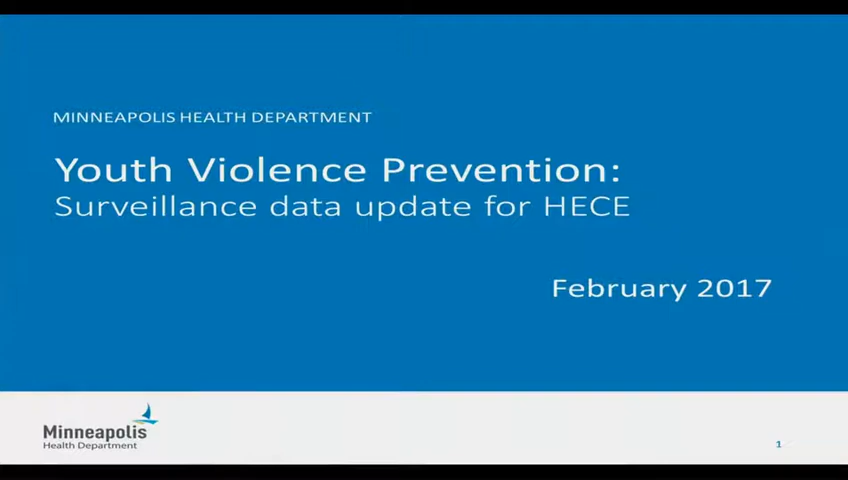 MINNEAPOLIS HEALTH DEPARTMENT
Youth Violence Prevention:
Surveillance data update for HECE
February 2017
Minneapolis
Health Department
1